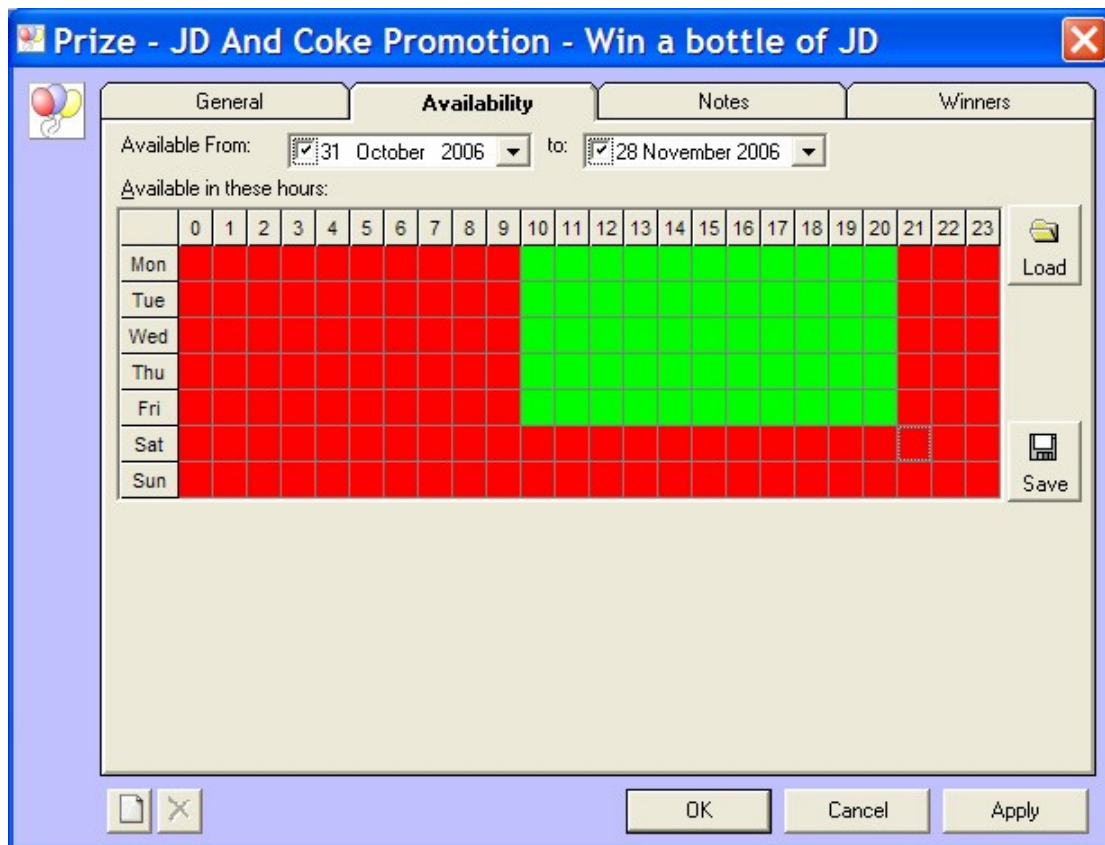 Prize - JD And Coke Promotion - Win a bottle of JD
General Availability Notes Winners
Available From: 31 October 2006 to: 28 November 2006
Available in these hours:
0 1 2 3 4 5 6 7 8 9 10 11 12 13 14 15 16 17 18 19 20 21 22 23
Load
Mon
Tue
Wed
Thu
Fri
Sat
Sun
Save
OK Cancel Apply